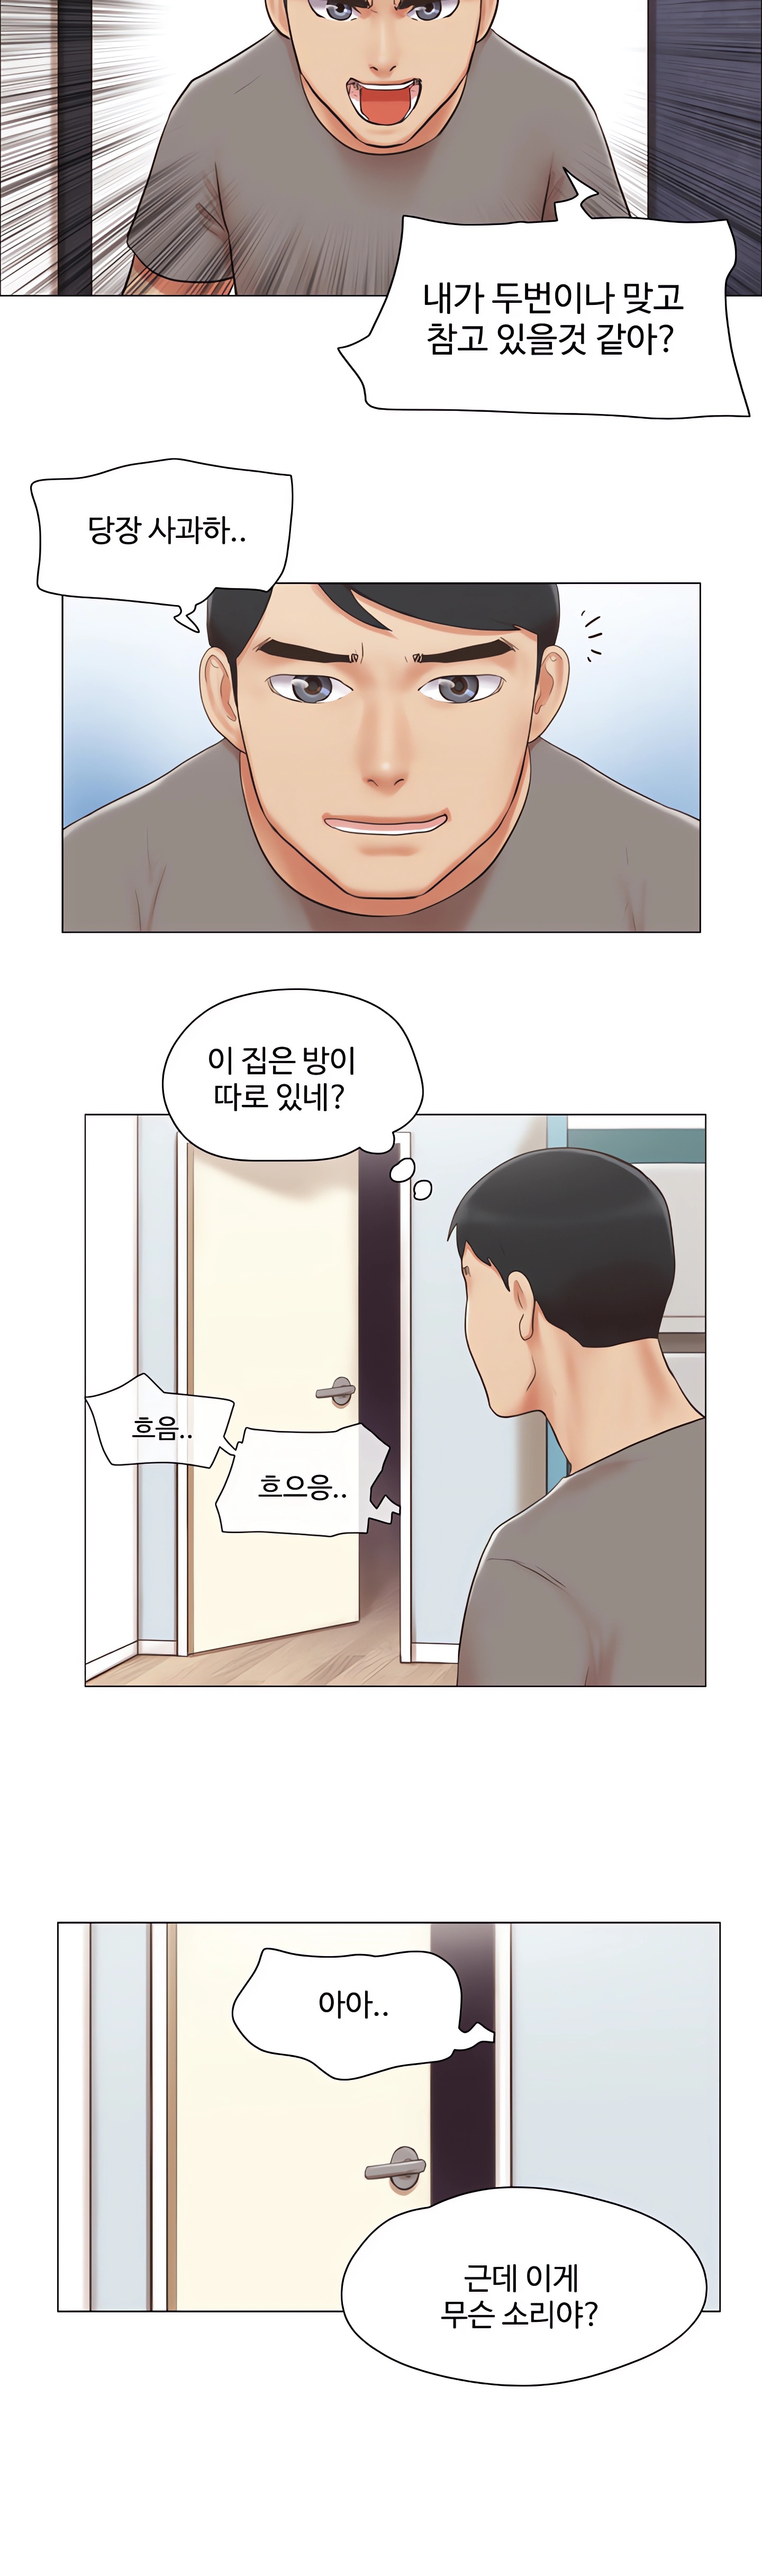 내가 두번이나 맞고
참고 있을것 같아?
당장 사과하..
이 집은 방이
따로 있네?
흐음..
흐으응..
아아..
근데 이게
무슨 소리야?